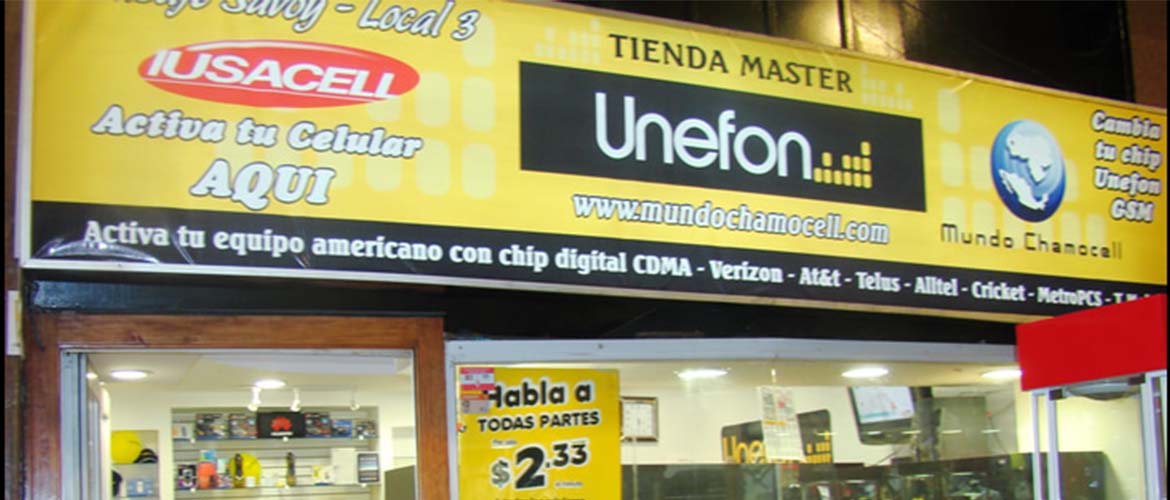 Savoy - Local 3
IUSACELL
Activa tu Celular
AQUI
TIENDA MASTER
Unefon
www.mundochamocell.com
Cambia
tu chip
Unefon
GSM
Mundo Chamocell
Activa tu equipo americano con chip digital CDMA - Verizon - At&t - Telus - Alltel - Cricket - MetroPCS - T
Habla a
TODAS PARTES
$2.33
Unefon